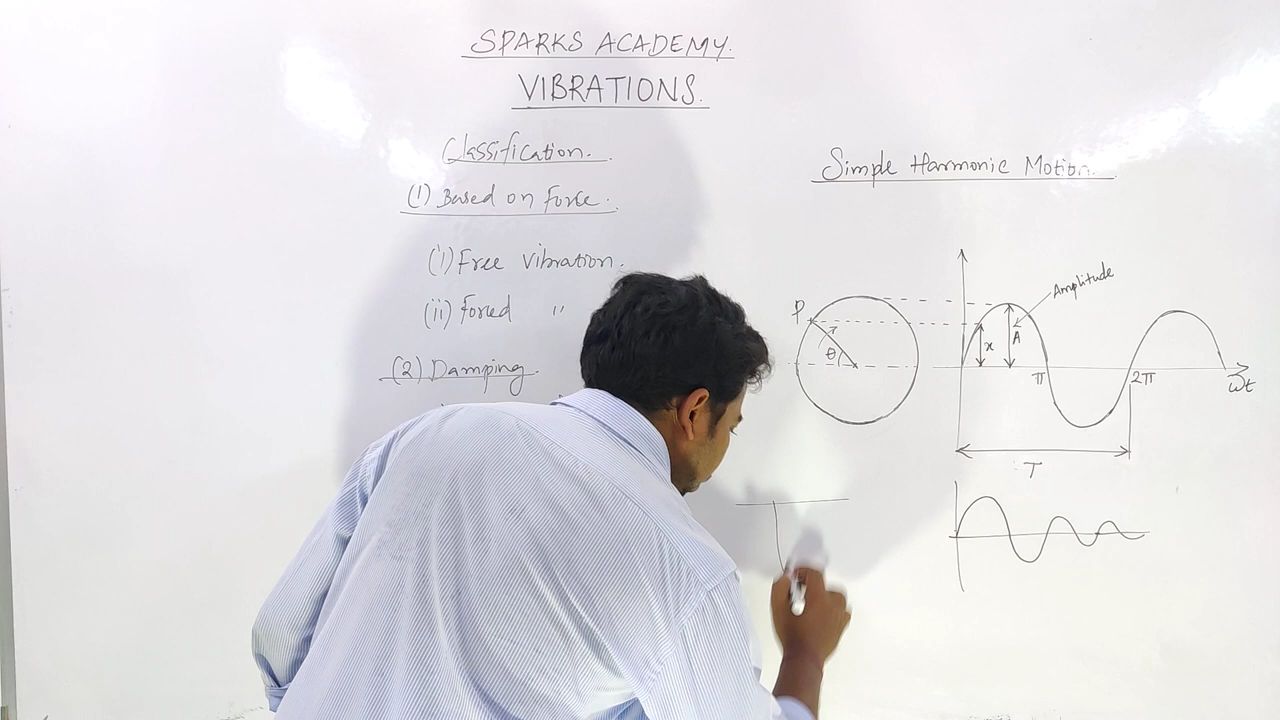 SPARKS ACADEMY.
VIBRATIONS.
Classification.
(1) Based on Force.
(i) Free vibration.
(ii) Forced "
(2) Damping
Simple Harmonic Motion.
Amplitude
P
θ
x
A
π
2π
ωt
T